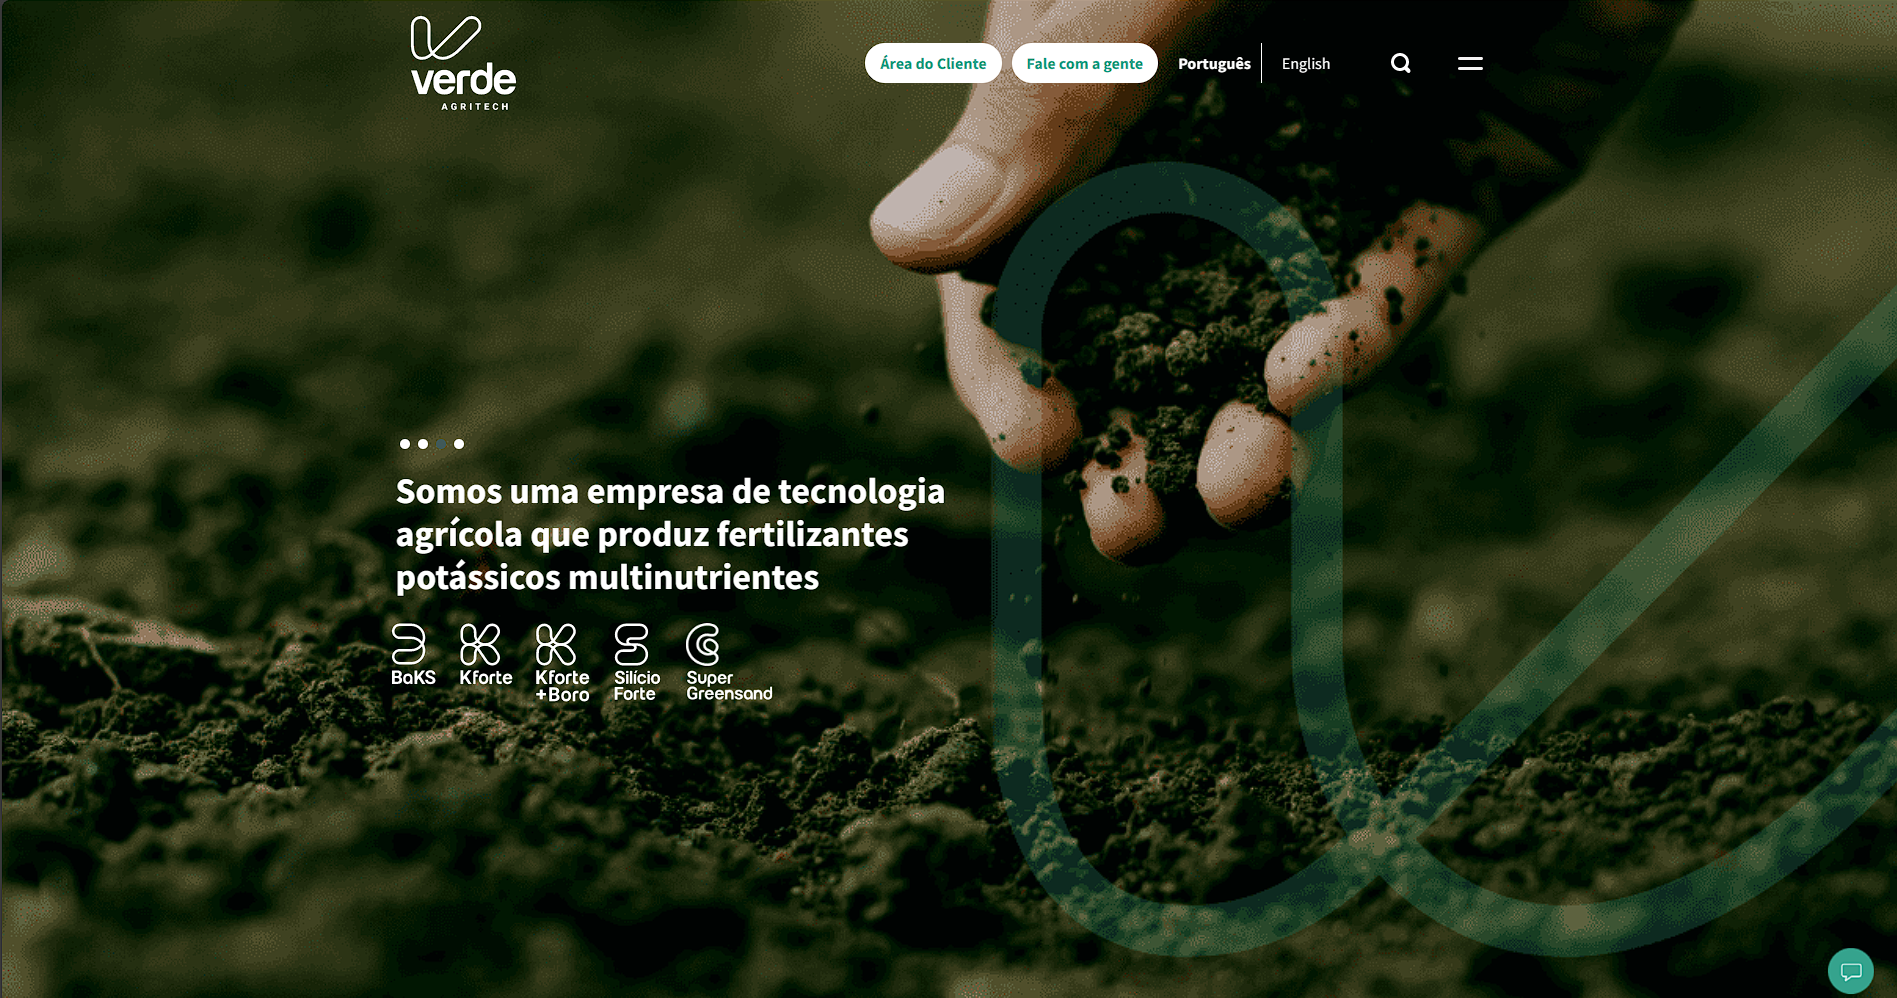 verde
AGRITECH
Área do Cliente
Fale com a gente
Português
English
Somos uma empresa de tecnologia
agrícola que produz fertilizantes
potássicos multinutrientes
BaKS
Kforte
Kforte
+Boro
Silício
Forte
Super
Greensand